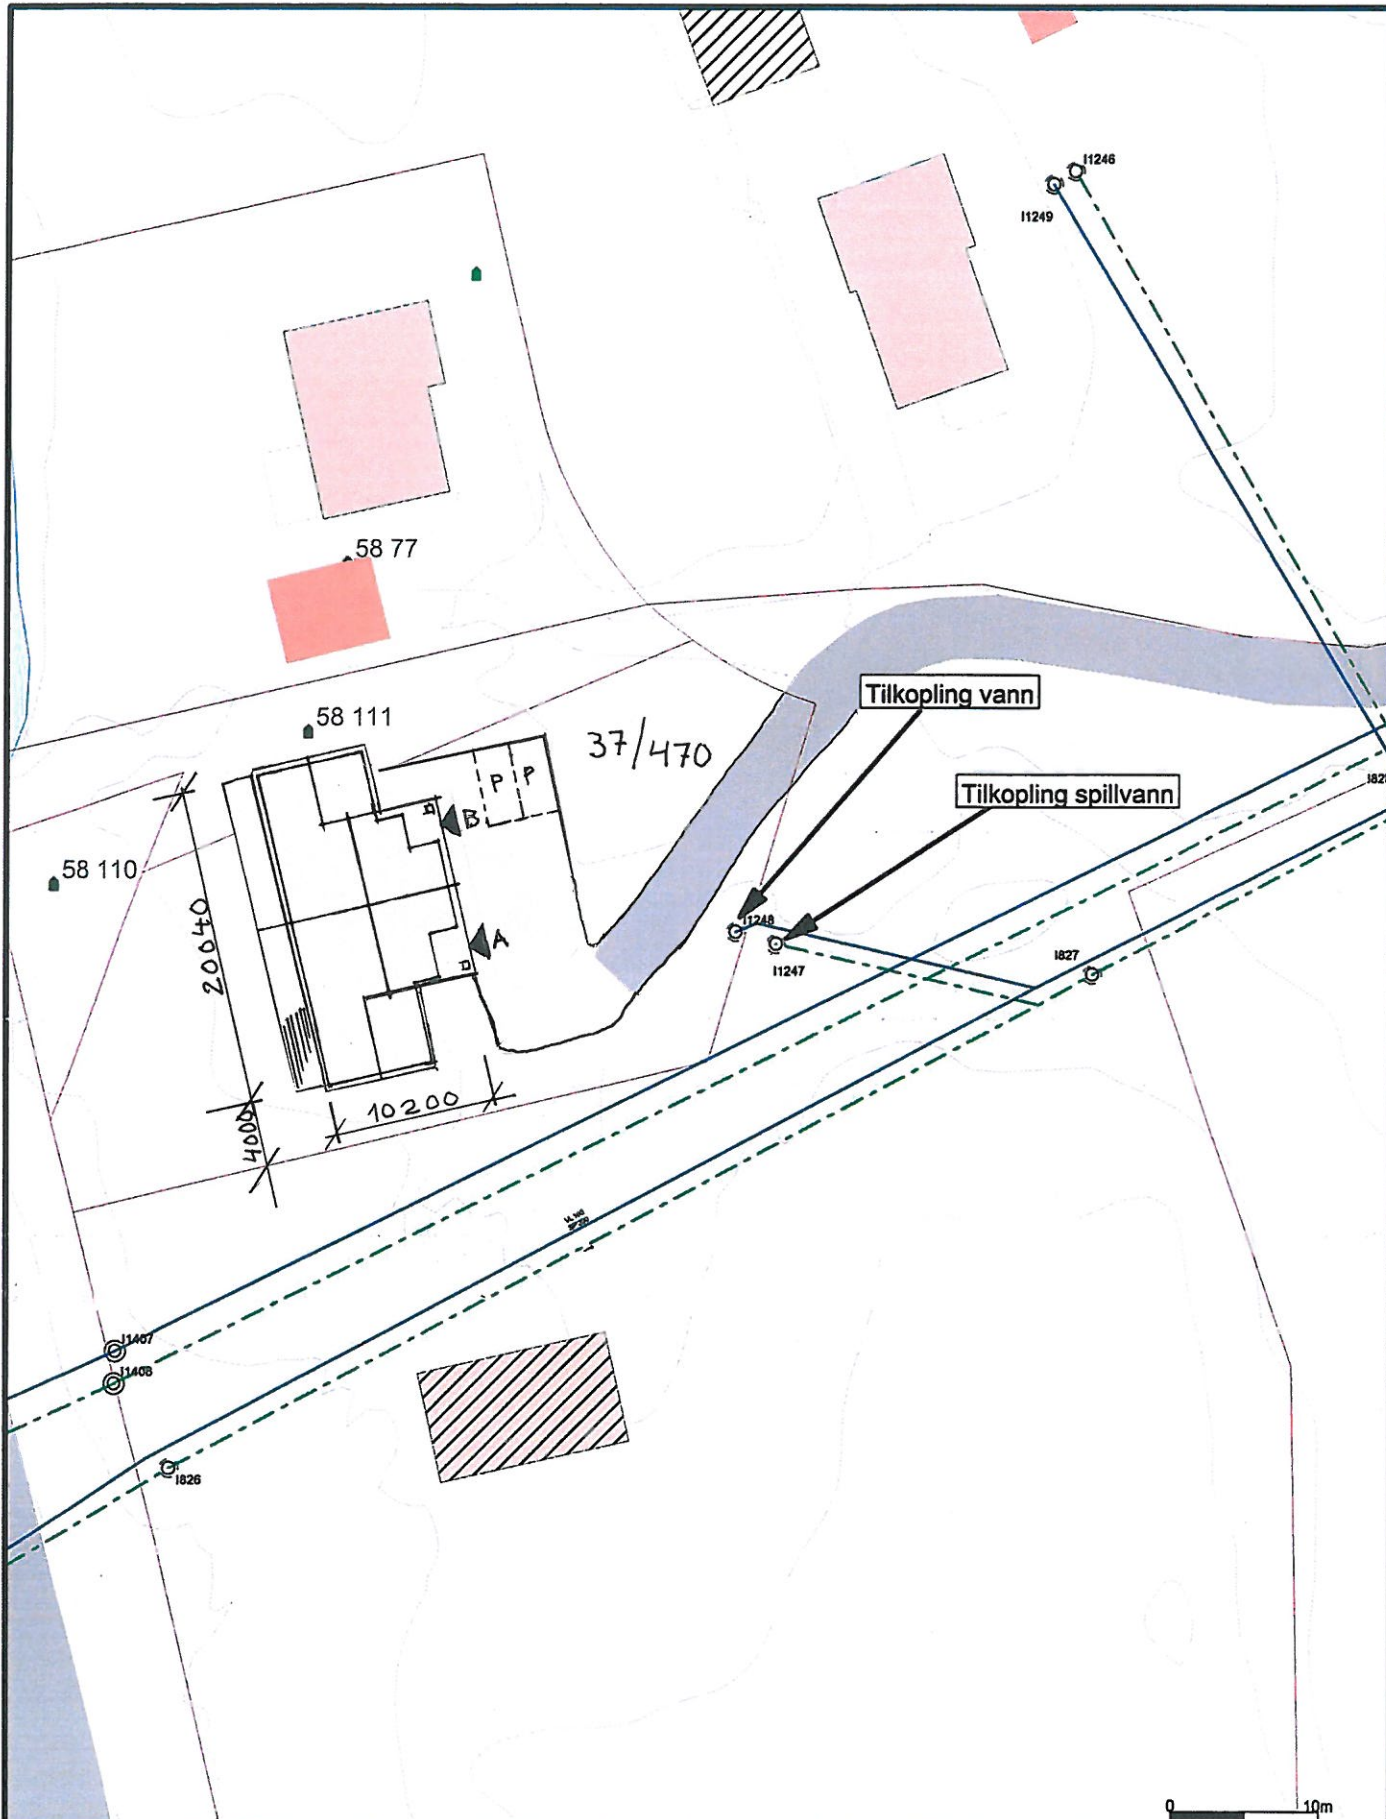 I1246
I1249
58 77
Tilkopling vann
58 111
37/470
P P
Tilkopling spillvann
B
58 110
20040
A
I1248
I1247
I827
10200
4000
I1407
I1408
I826
0 10m